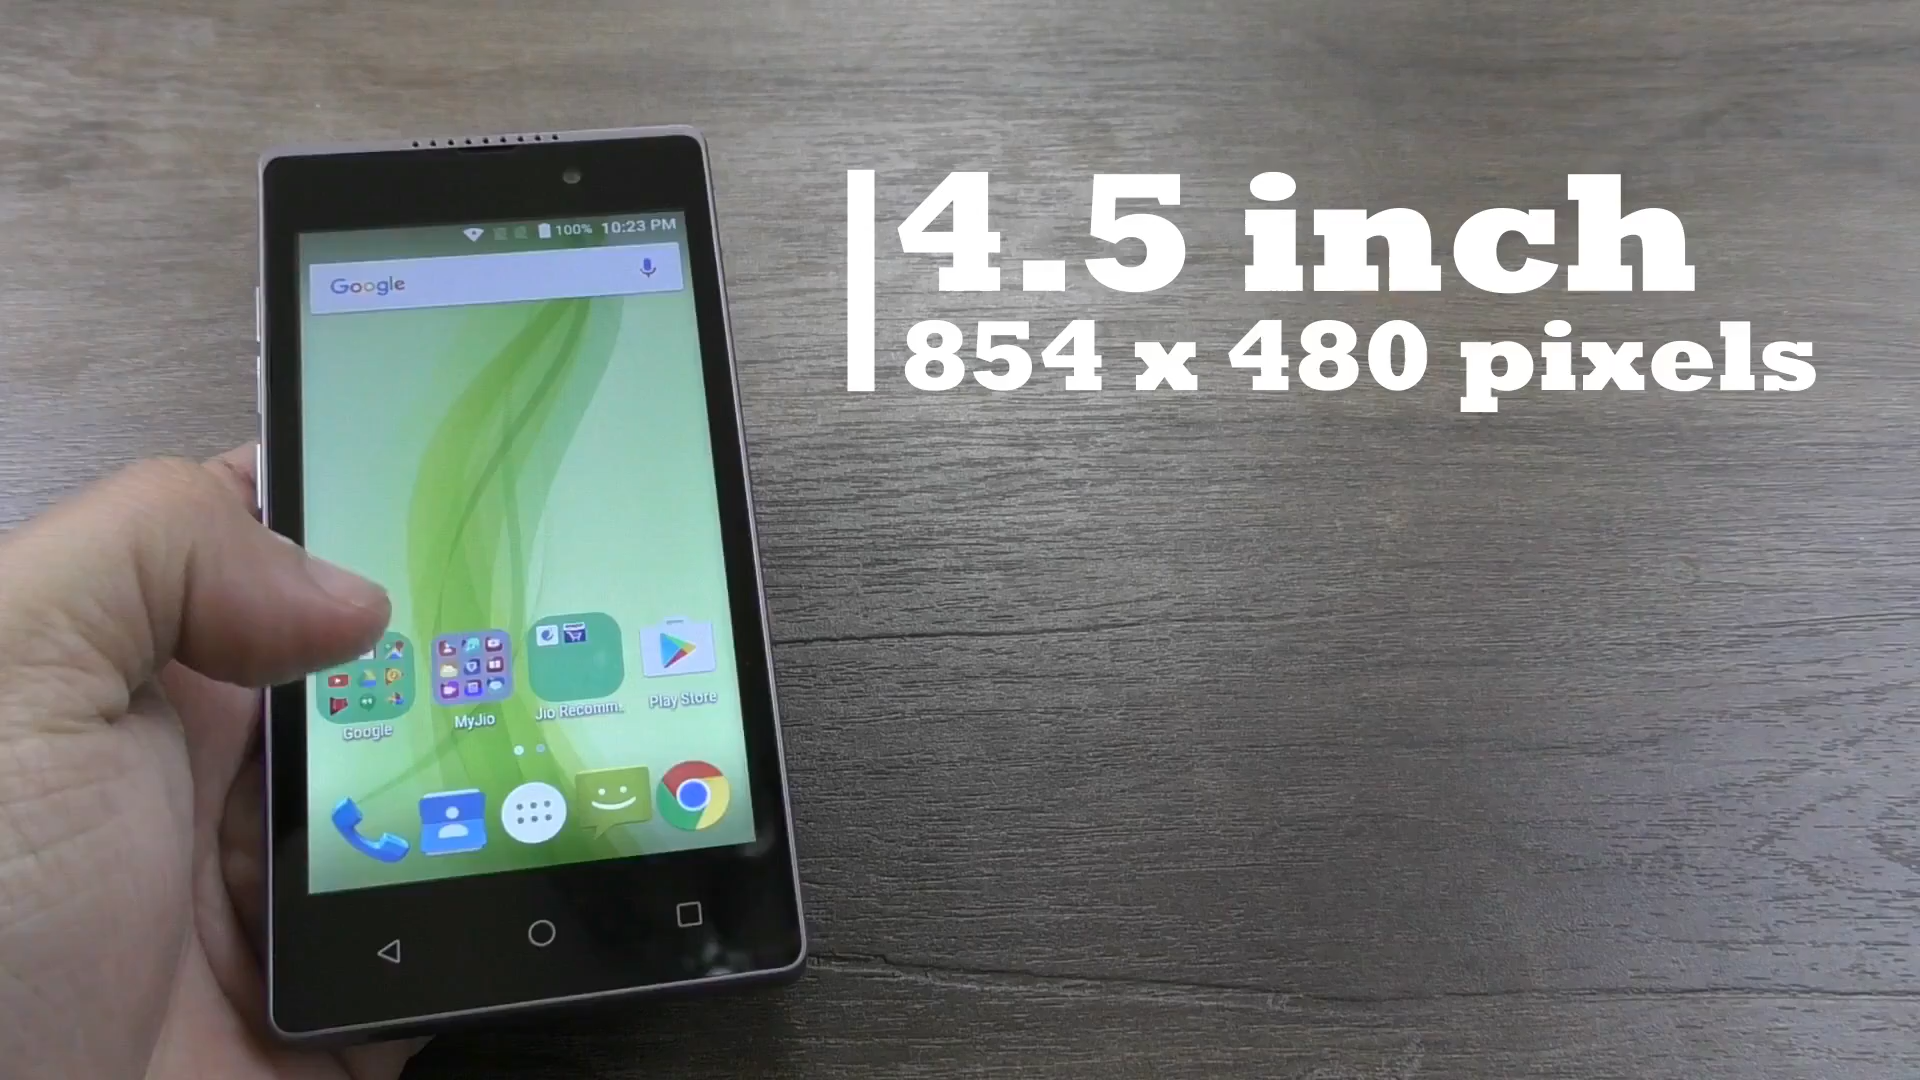 4.5 inch
854 x 480 pixels
100% 10:23 PM
Google
Google
MyJio
Jio Recomm..
Play Store